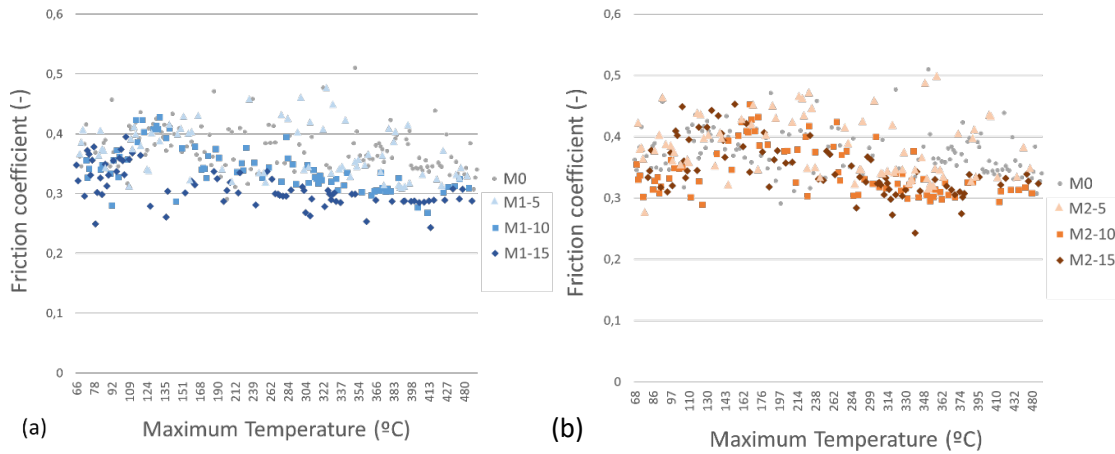 0,6
0,5
0,4
0,3
0,2
0,1
0
Friction coefficient (-)
66 78 92 109 124 135 151 168 190 212 239 262 284 304 322 337 354 366 383 398 413 427 480
Maximum Temperature (ºC)
(a)
M0
M1-5
M1-10
M1-15
0,6
0,5
0,4
0,3
0,2
0,1
0
Friction coefficient (-)
68 86 97 110 130 143 162 176 197 214 238 262 284 299 314 330 348 362 374 395 410 432 480
Maximum Temperature (ºC)
(b)
M0
M2-5
M2-10
M2-15